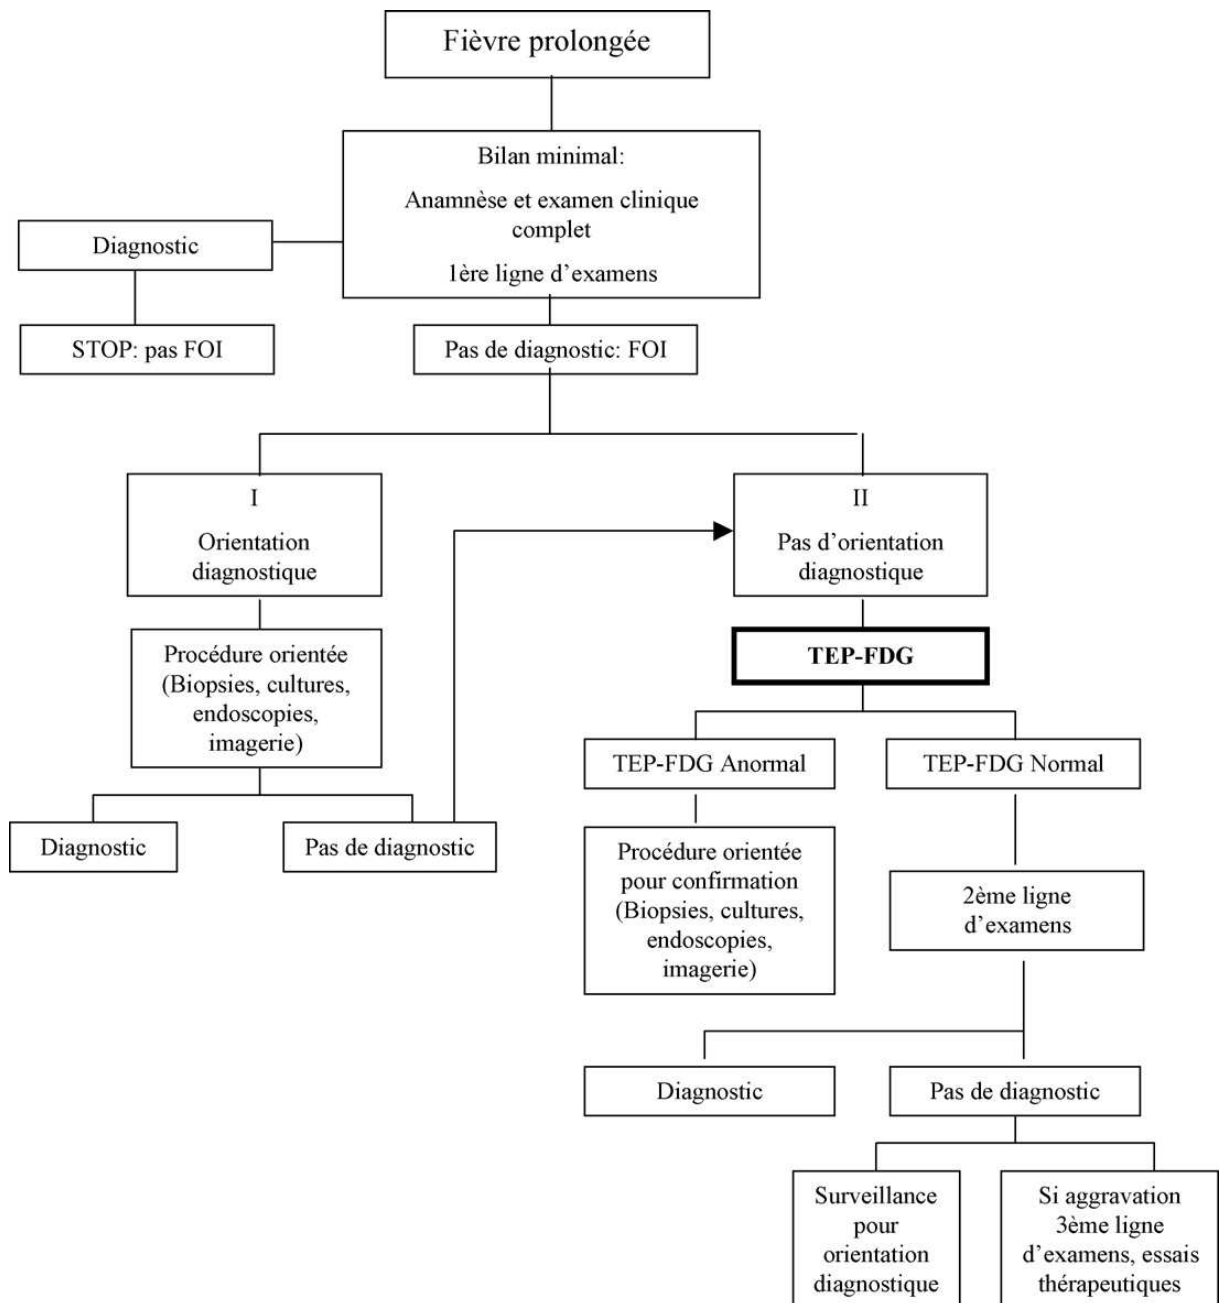 Fièvre prolongée
Bilan minimal:
Anamnèse et examen clinique
complet
1ère ligne d'examens
Diagnostic
STOP: pas FOI
Pas de diagnostic: FOI
I
Orientation
diagnostique
II
Pas d'orientation
diagnostique
Procédure orientée
(Biopsies, cultures,
endoscopies,
imagerie)
TEP-FDG
TEP-FDG Anormal
TEP-FDG Normal
Diagnostic
Pas de diagnostic
Procédure orientée
pour confirmation
(Biopsies, cultures,
endoscopies,
imagerie)
2ème ligne
d'examens
Diagnostic
Pas de diagnostic
Surveillance
pour
orientation
diagnostique
Si aggravation
3ème ligne
d'examens, essais
thérapeutiques